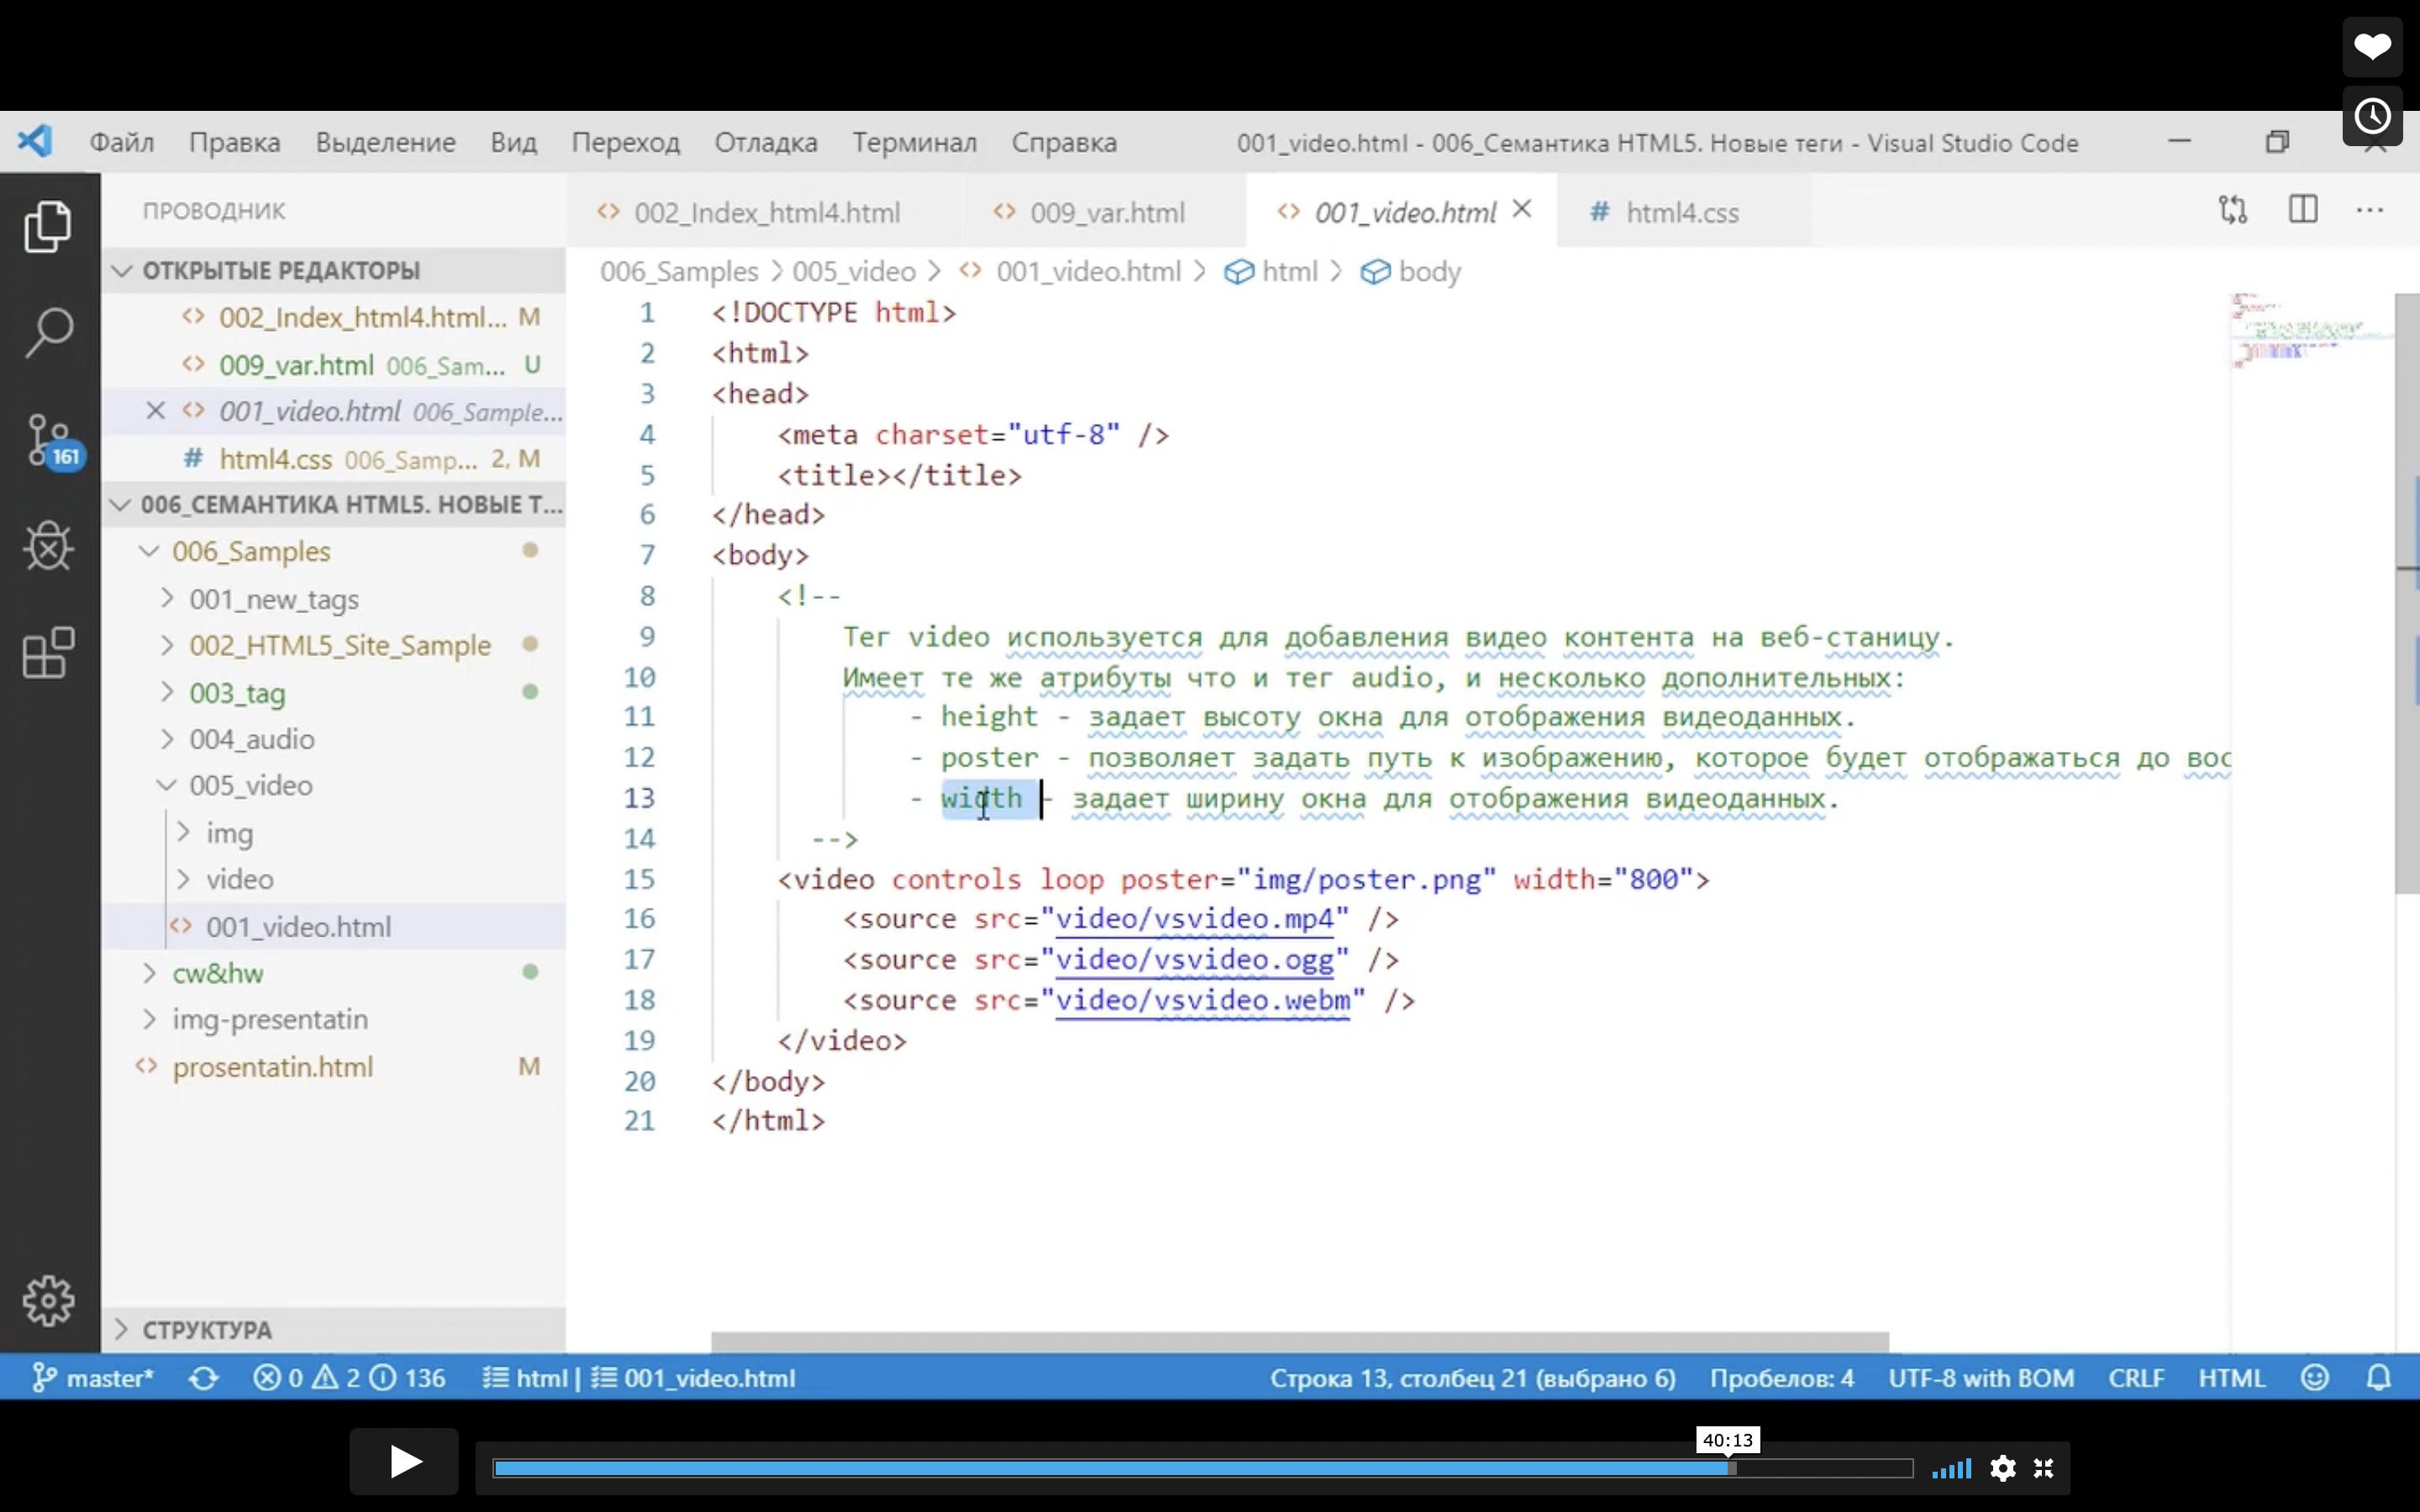 Файл Правка Выделение Вид Переход Отладка Терминал Справка 001_video.html - 006_Семантика HTML5. Новые теги - Visual Studio Code
ПРОВОДНИК
002_Index_html4.html 009_var.html 001_video.html html4.css
ОТКРЫТЫЕ РЕДАКТОРЫ
002_Index_html4.html... M
009_var.html 006_Sam... U
001_video.html 006_Sample...
html4.css 006_Samp... 2, M
161
006_СЕМАНТИКА HTML5. НОВЫЕ Т...
006_Samples
001_new_tags
002_HTML5_Site_Sample
003_tag
004_audio
005_video
img
video
001_video.html
cw&hw
img-presentatin
prosentatin.html M
СТРУКТУРА
006_Samples > 005_video > 001_video.html > html > body
1 <!DOCTYPE html>
2 <html>
3 <head>
4 <meta charset="utf-8" />
5 <title></title>
6 </head>
7 <body>
8 <!--
9 Тег video используется для добавления видео контента на веб-станицу.
10 Имеет те же атрибуты что и тег audio, и несколько дополнительных:
11 - height - задает высоту окна для отображения видеоданных.
12 - poster - позволяет задать путь к изображению, которое будет отображаться до вос
13 - width - задает ширину окна для отображения видеоданных.
14 -->
15 <video controls loop poster="img/poster.png" width="800">
16 <source src="video/vsvideo.mp4" />
17 <source src="video/vsvideo.ogg" />
18 <source src="video/vsvideo.webm" />
19 </video>
20 </body>
21 </html>
master* 0 2 136 html | 001_video.html Строка 13, столбец 21 (выбрано 6) Пробелов: 4 UTF-8 with BOM CRLF HTML
40:13